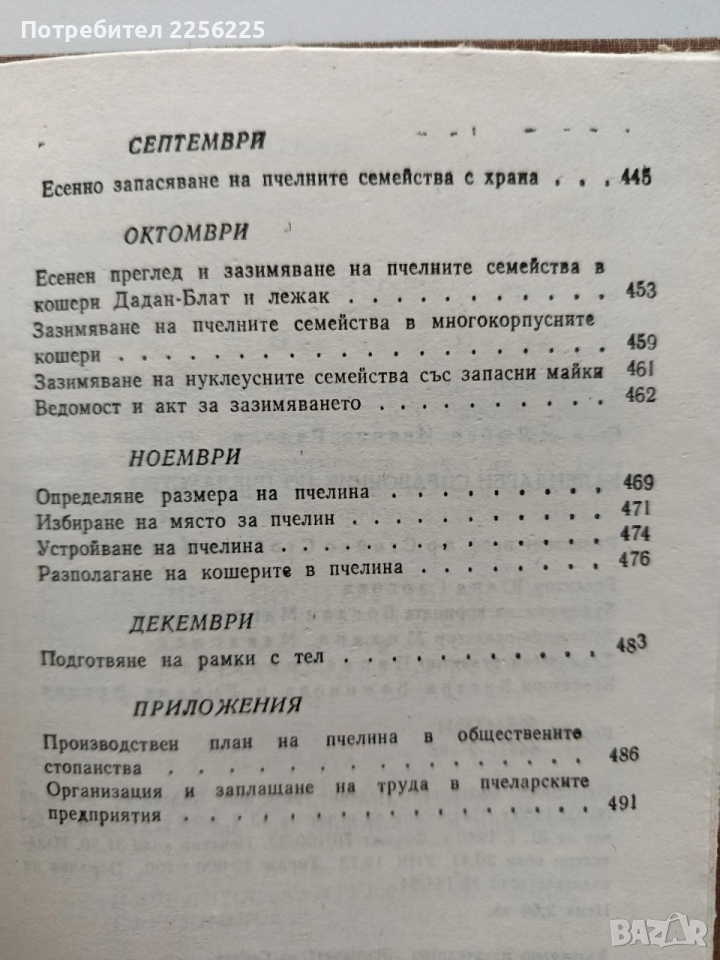 Потребител 2256225
СЕПТЕМВРИ
Есенно запасяване на пчелните семейства с храна . . . 445
ОКТОМВРИ
Есенен преглед и зазимяване на пчелните семейства в
кошери Дадан-Блат и лежак . . . . . . . . . . 453
Зазимяване на пчелните семейства в многокорпусните
кошери . . . . . . . . . . . . . . . . . 459
Зазимяване на нуклеусните семейства със запасни майки 461
Ведомост и акт за зазимяването . . . . . . . . . 462
НОЕМВРИ
Определяне размера на пчелина . . . . . . . . . 469
Избиране на място за пчелин . . . . . . . . . . 471
Устройване на пчелина . . . . . . . . . . . . 474
Разполагане на кошерите в пчелина . . . . . . . . 476
ДЕКЕМВРИ
Подготвяне на рамки с тел . . . . . . . . . . 483
ПРИЛОЖЕНИЯ
Производствен план на пчелина в обществените
стопанства . . . . . . . . . . . . . . . 486
Организация и заплащане на труда в пчеларските
предприятия . . . . . . . . . . . . . . . 491
BAZAR
.bg